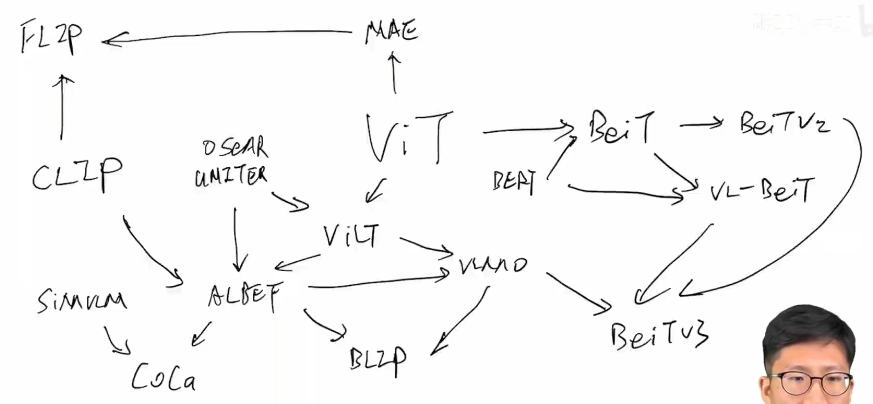 FLIP
MAE
CLIP
OSCAR
UNITER
ViT
BeiT
BeiTv2
BERT
VL-BeiT
ViLT
VLMO
SimVLM
ALBEF
BLIP
BeiTv3
CoCa